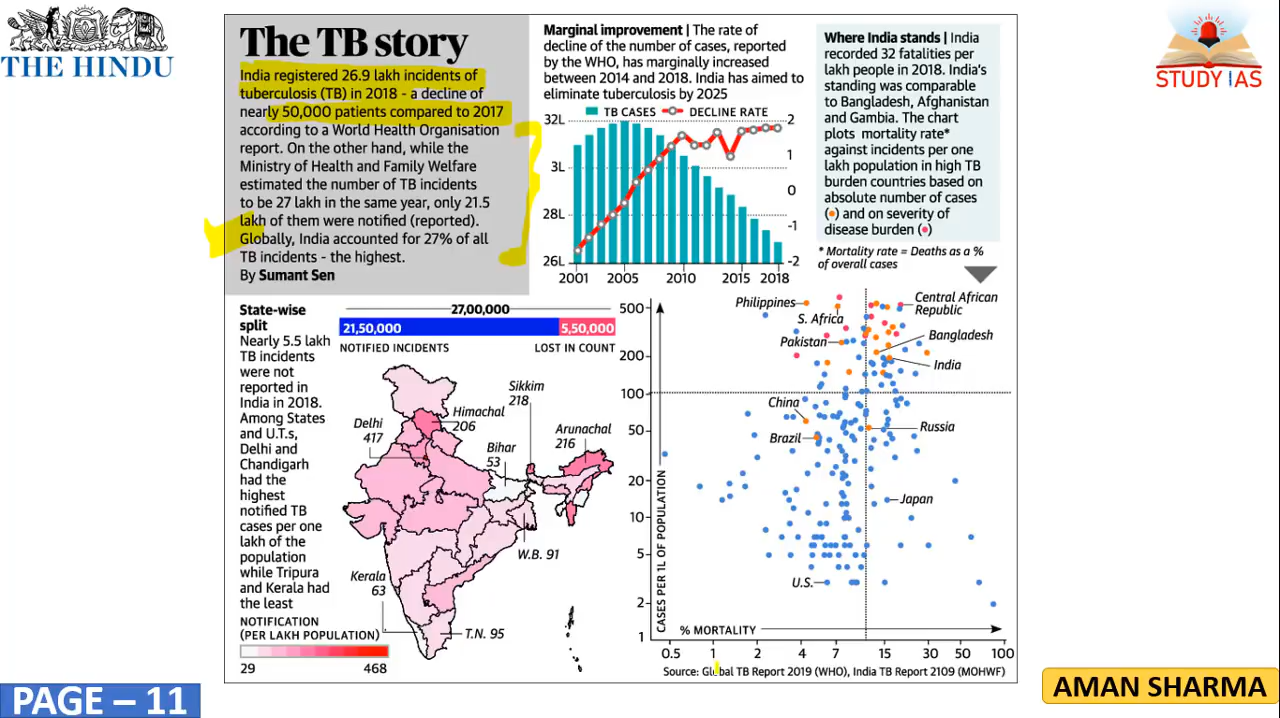 THE HINDU
STUDY IAS
The TB story
India registered 26.9 lakh incidents of
tuberculosis (TB) in 2018 - a decline of
nearly 50,000 patients compared to 2017
according to a World Health Organisation
report. On the other hand, while the
Ministry of Health and Family Welfare
estimated the number of TB incidents
to be 27 lakh in the same year, only 21.5
lakh of them were notified (reported).
Globally, India accounted for 27% of all
TB incidents - the highest.
By Sumant Sen
Marginal improvement | The rate of
decline of the number of cases, reported
by the WHO, has marginally increased
between 2014 and 2018. India has aimed to
eliminate tuberculosis by 2025
TB CASES DECLINE RATE
32L
31L
28L
26L
2
1
0
-1
-2
2001 2005 2010 2015 2018
Where India stands | India
recorded 32 fatalities per
lakh people in 2018. India's
standing was comparable
to Bangladesh, Afghanistan
and Gambia. The chart
plots mortality rate*
against incidents per one
lakh population in high TB
burden countries based on
absolute number of cases
( ) and on severity of
disease burden ( )
* Mortality rate = Deaths as a %
of overall cases
State-wise
split
Nearly 5.5 lakh
TB incidents
were not
reported in
India in 2018.
Among States
and U.T.s,
Delhi and
Chandigarh
had the
highest
notified TB
cases per one
lakh of the
population
while Tripura
and Kerala had
the least
NOTIFICATION
(PER LAKH POPULATION)
29 468
27,00,000
21,50,000 5,50,000
NOTIFIED INCIDENTS LOST IN COUNT
Delhi
417
Himachal
206
Sikkim
218
Bihar
53
Arunachal
216
W.B. 91
Kerala
63
T.N. 95
500
200
100
50
20
10
5
2
1
CASES PER 1L OF POPULATION
Philippines
S. Africa
Pakistan
Central African
Republic
Bangladesh
India
China
Brazil
Russia
Japan
U.S.
% MORTALITY
0.5 1 2 4 7 15 30 50 100
Source: Global TB Report 2019 (WHO), India TB Report 2109 (MOHWF)
PAGE – 11
AMAN SHARMA